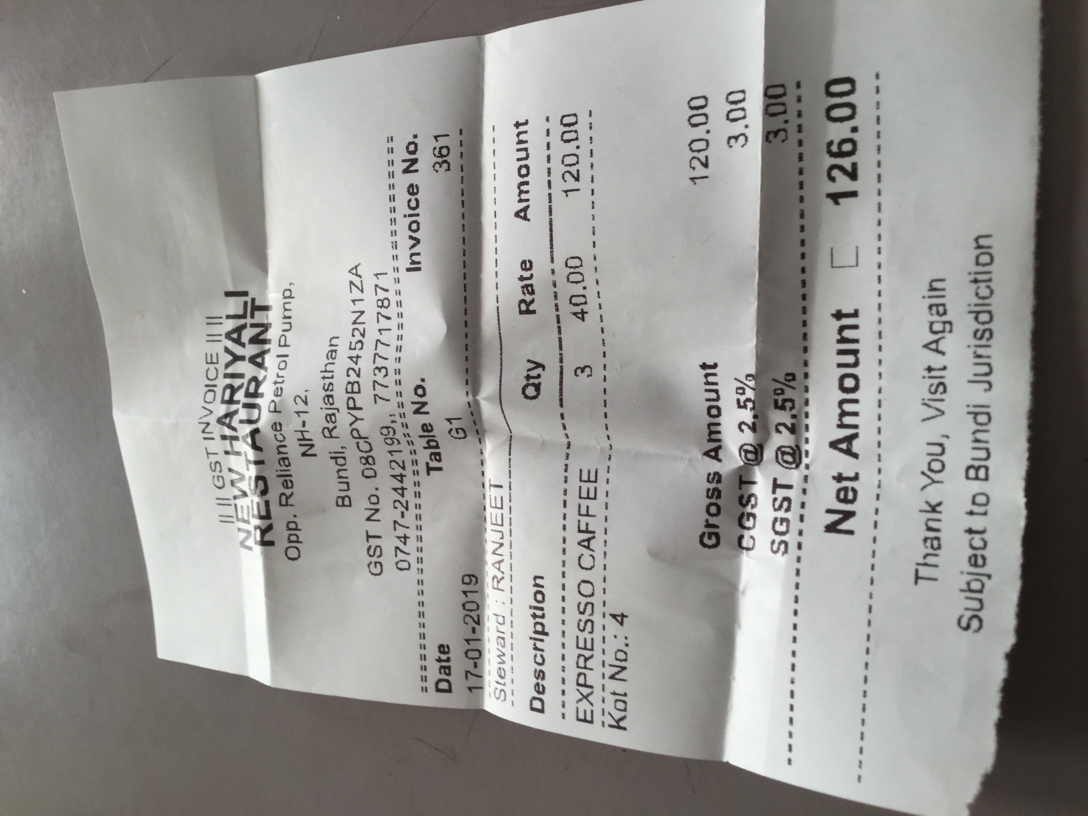 || || GST INVOICE || ||
NEW HARIYALI
RESTAURANT
Opp. Reliance Petrol Pump,
NH-12,
Bundi, Rajasthan
GST No. 08CPYPB2452N1ZA
0747-2442199,, 7737717871
Date Table No. Invoice No.
17-01-2019 G1 361
Steward : RANJEET
Description Qty Rate Amount
EXPRESSO CAFFEE 3 40.00 120.00
Kot No.: 4
Gross Amount 120.00
CGST @ 2.5% 3.00
SGST @ 2.5% 3.00
Net Amount 126.00
Thank You, Visit Again
Subject to Bundi Jurisdiction